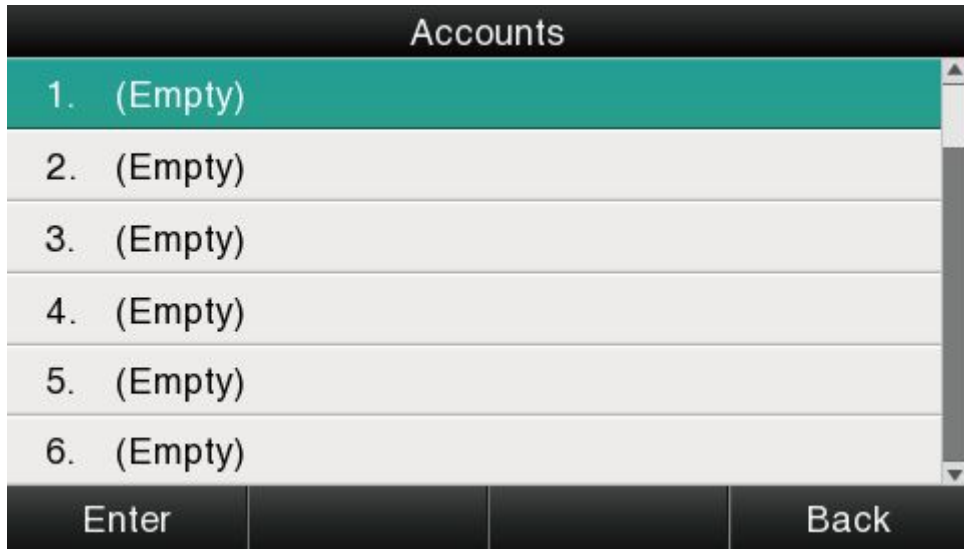 Accounts
1. (Empty)
2. (Empty)
3. (Empty)
4. (Empty)
5. (Empty)
6. (Empty)
Enter Back